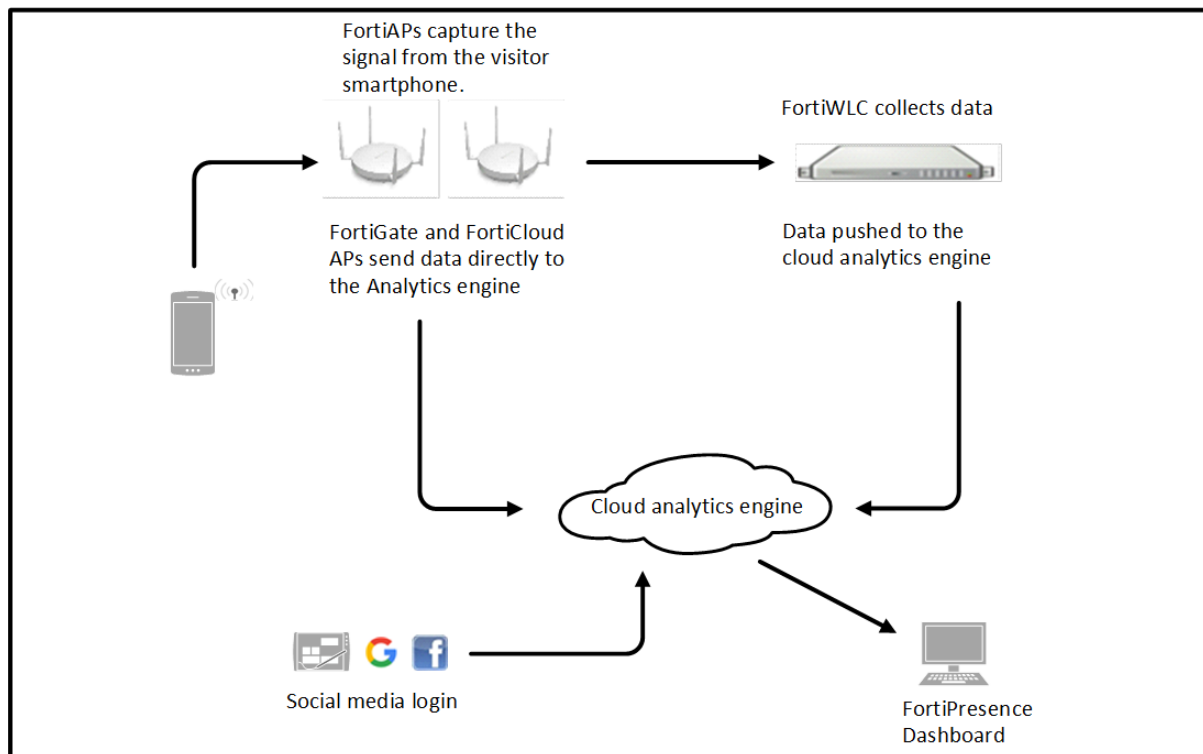 FortiAPs capture the
signal from the visitor
smartphone.
FortiWLC collects data
FortiGate and FortiCloud
APs send data directly to
the Analytics engine
Data pushed to the
cloud analytics engine
Cloud analytics engine
Social media login
FortiPresence
Dashboard